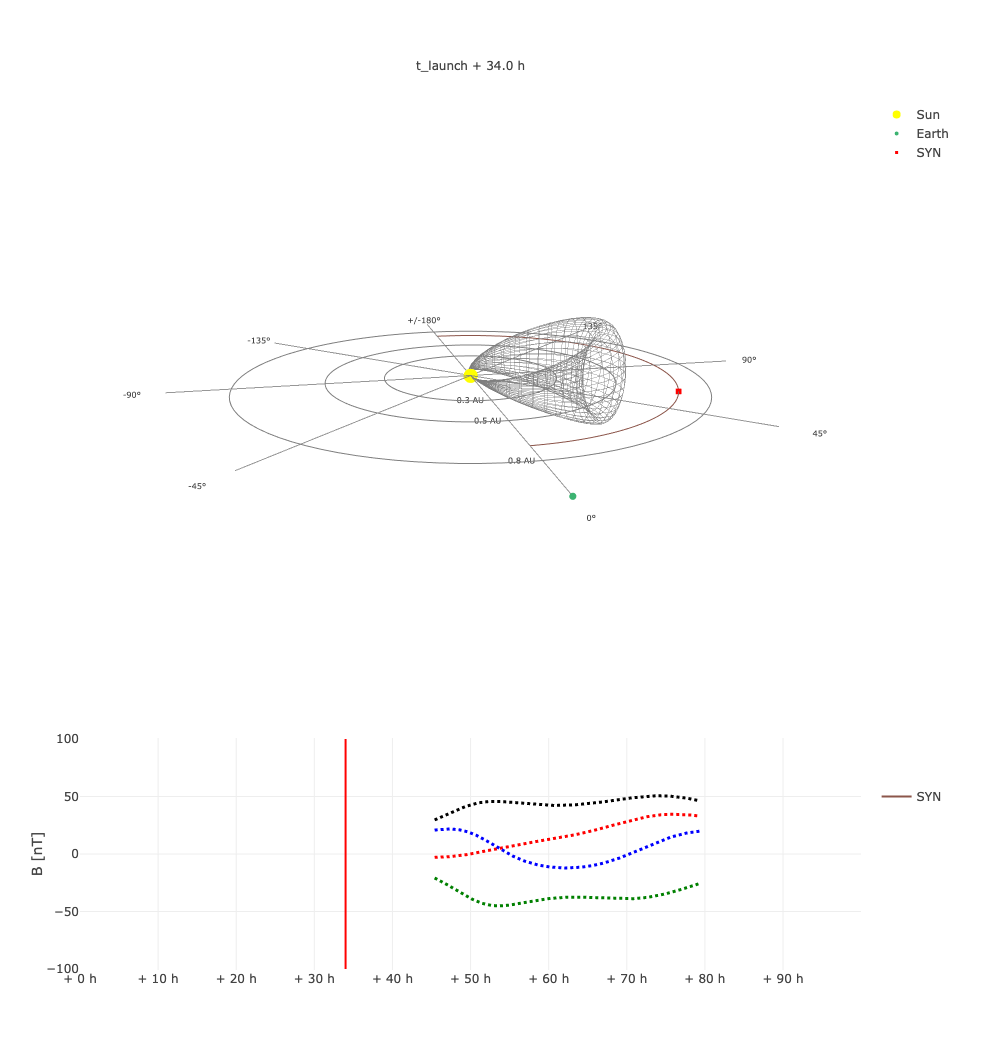 t_launch + 34.0 h
Sun
Earth
SYN
+/-180°
135°
-135°
90°
-90°
0.3 AU
0.5 AU
45°
0.8 AU
-45°
0°
100
50
0
−50
−100
B [nT]
SYN
+ 0 h
+ 10 h
+ 20 h
+ 30 h
+ 40 h
+ 50 h
+ 60 h
+ 70 h
+ 80 h
+ 90 h